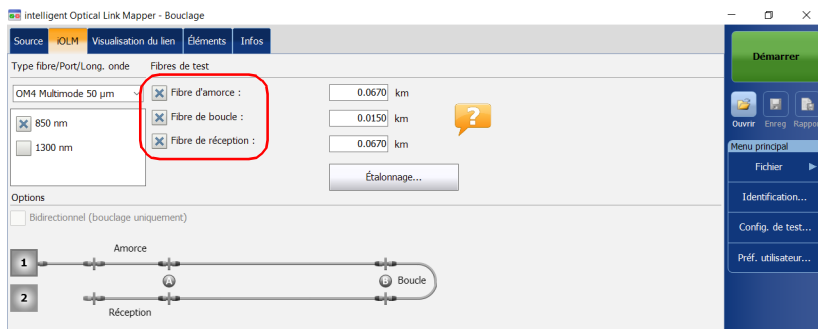 intelligent Optical Link Mapper - Bouclage
Source iOLM Visualisation du lien Éléments Infos
Type fibre/Port/Long. onde Fibres de test
OM4 Multimode 50 µm
850 nm
1300 nm
Fibre d'amorce : 0.0670 km
Fibre de boucle : 0.0150 km
Fibre de réception : 0.0670 km
?
Étalonnage...
Options
Bidirectionnel (bouclage uniquement)
Amorce
1
A
B Boucle
2
Réception
Démarrer
Ouvrir Enreg Rappo
Menu principal
Fichier
Identification...
Config. de test...
Préf. utilisateur...